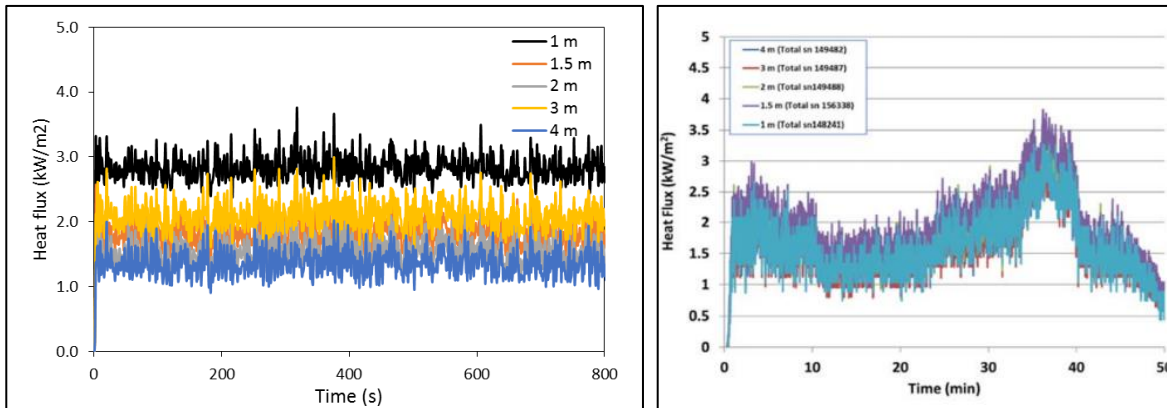 5.0
4.0
3.0
2.0
1.0
0.0
Heat flux (kW/m2)
1 m
1.5 m
2 m
3 m
4 m
0
200
400
600
800
Time (s)
5
4.5
4
3.5
3
2.5
2
1.5
1
0.5
0
Heat Flux (kW/m²)
4 m (Total sn 149482)
3 m (Total sn 149487)
2 m (Total sn149488)
1.5 m (Total sn 156338)
1 m (Total sn148241)
0
10
20
30
40
50
Time (min)